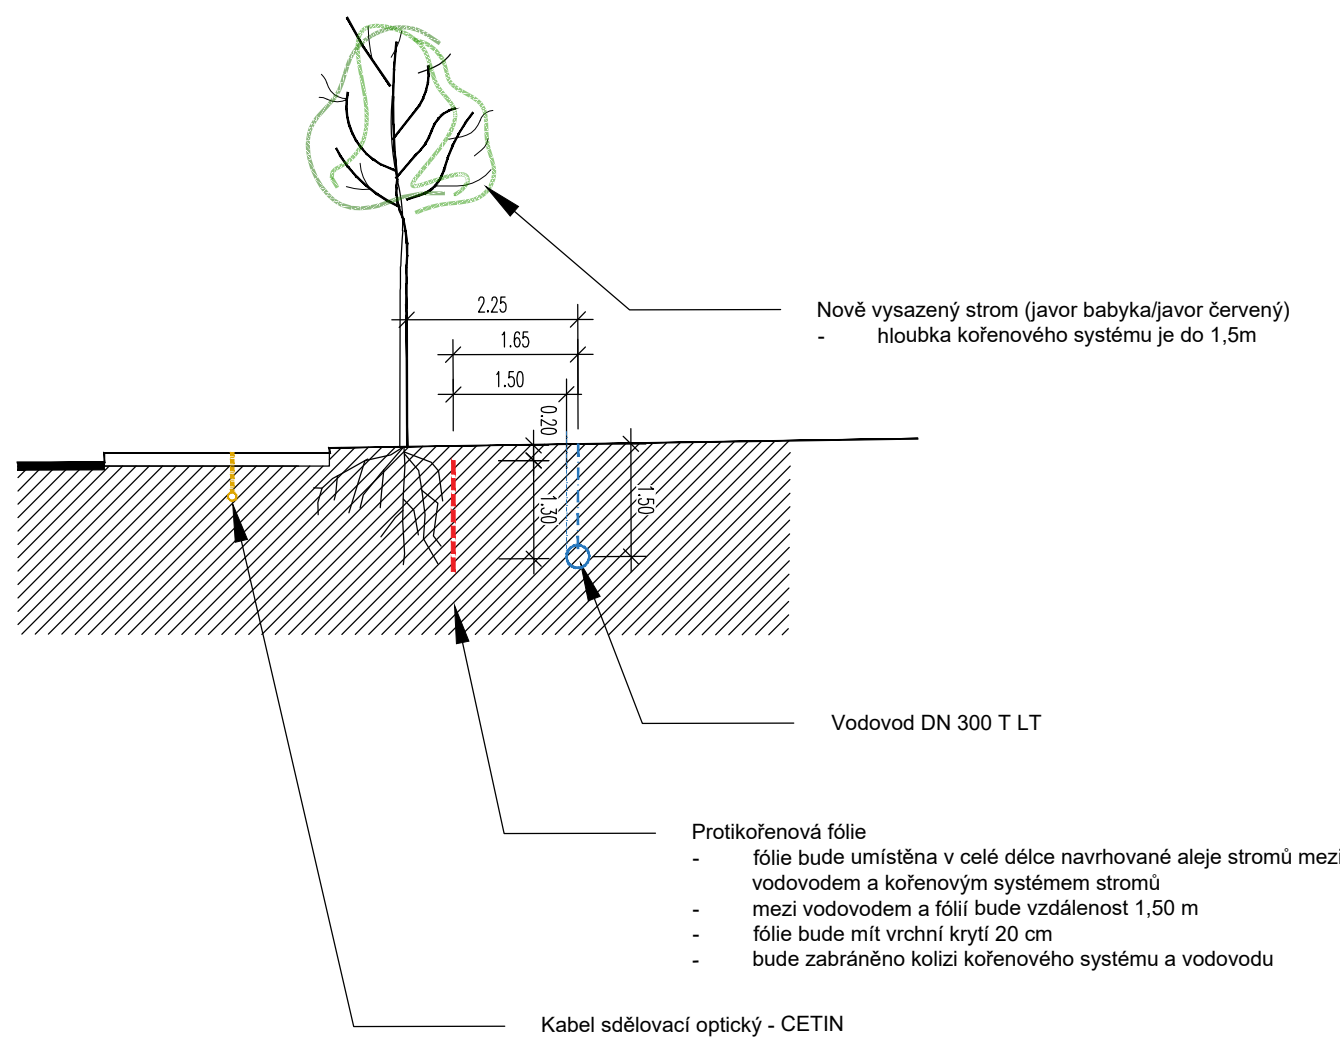 2.25
1.65
1.50
0.20
1.30
1.50
Nově vysazený strom (javor babyka/javor červený)
- hloubka kořenového systému je do 1,5m
Vodovod DN 300 T LT
Protikořenová fólie
- fólie bude umístěna v celé délce navrhované aleje stromů mezi
vodovodem a kořenovým systémem stromů
- mezi vodovodem a fólií bude vzdálenost 1,50 m
- fólie bude mít vrchní krytí 20 cm
- bude zabráněno kolizi kořenového systému a vodovodu
Kabel sdělovací optický - CETIN